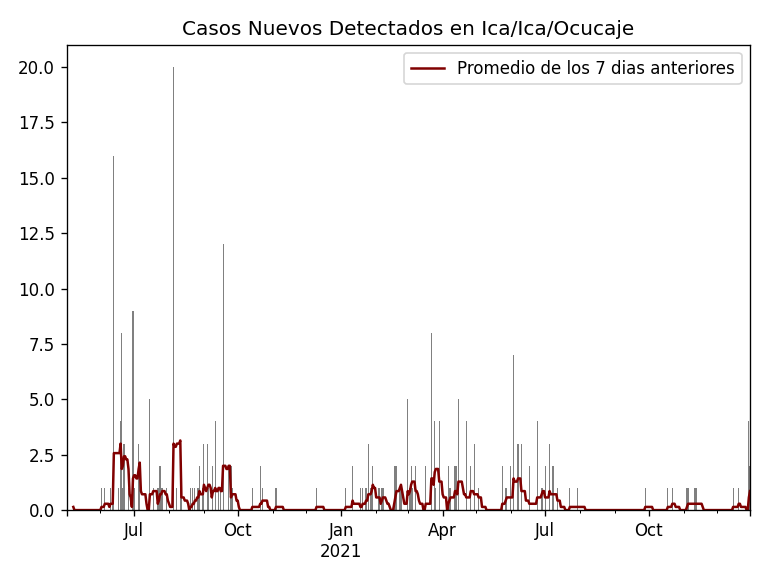 Casos Nuevos Detectados en Ica/Ica/Ocucaje
Promedio de los 7 dias anteriores
20.0
17.5
15.0
12.5
10.0
7.5
5.0
2.5
0.0
Jul
Oct
Jan
2021
Apr
Jul
Oct